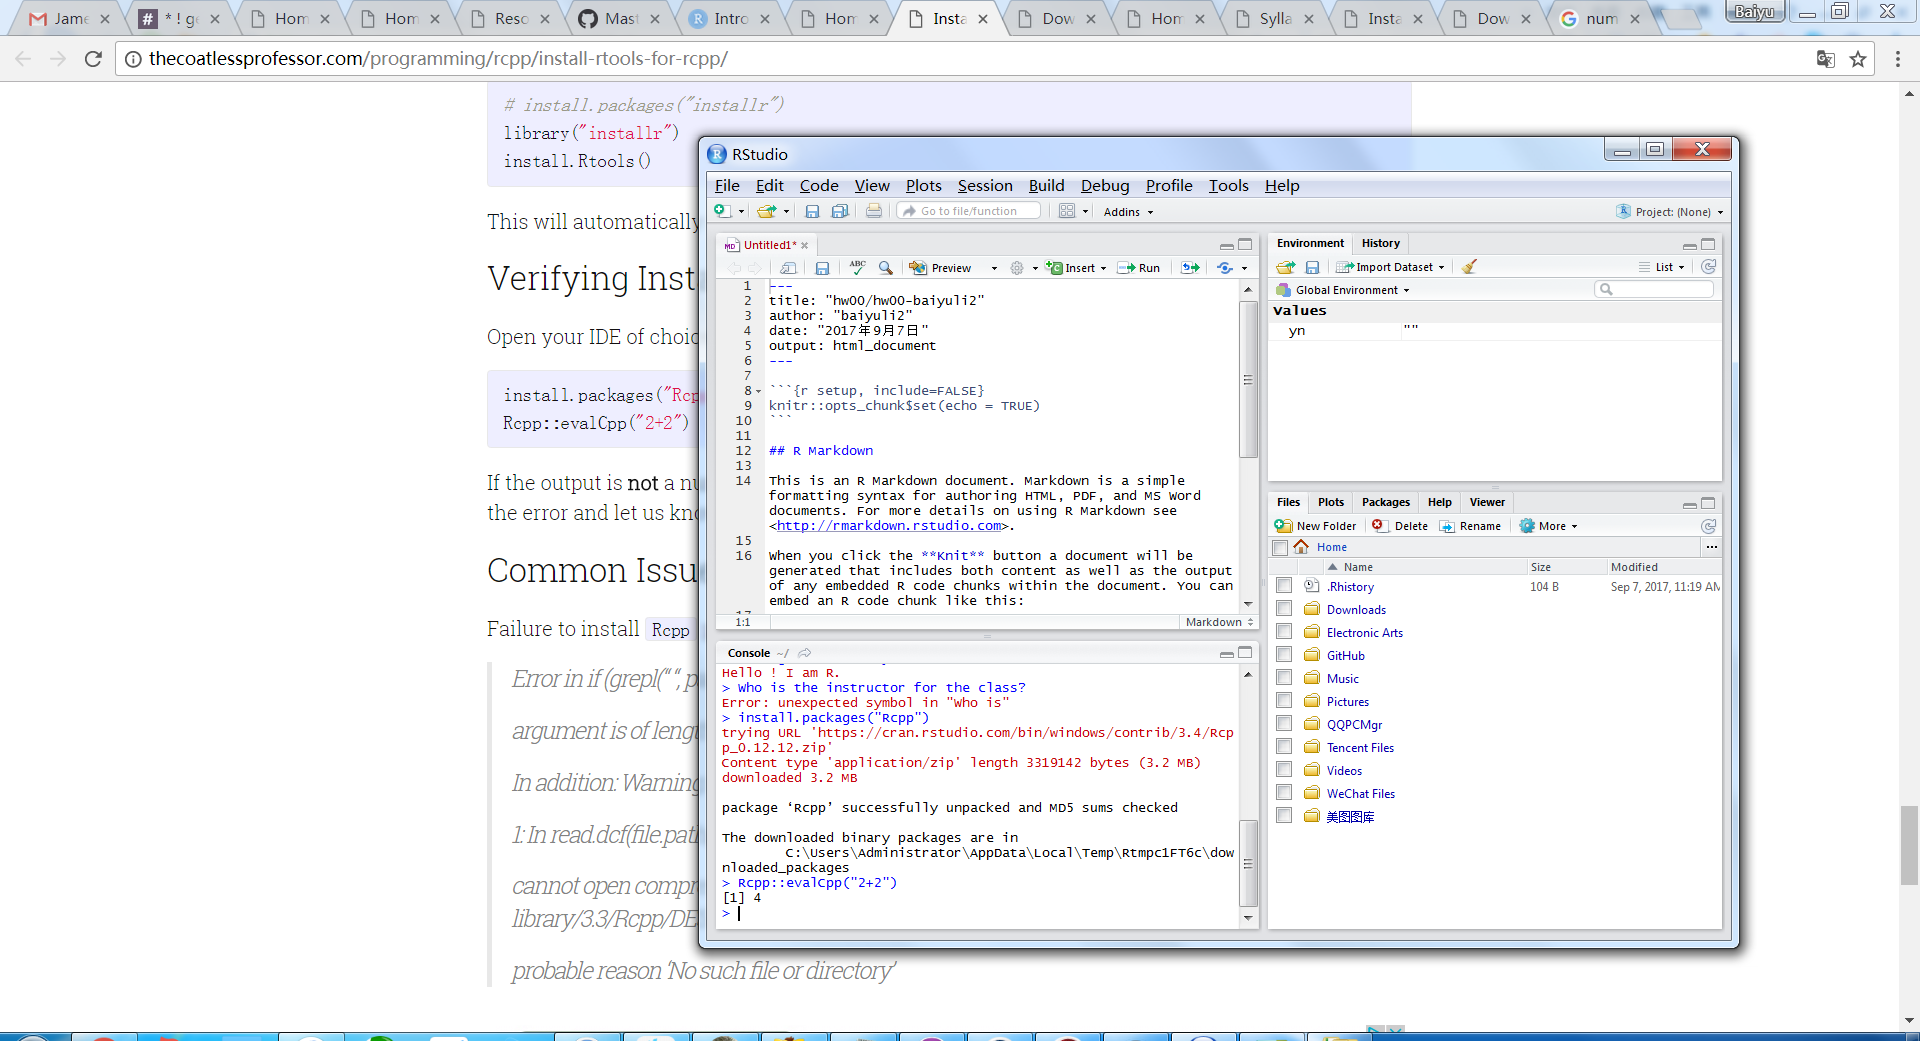 Jame
* ! ge
Hom
Hom
Reso
Mast
Intro
Hom
Insta
Dow
Hom
Sylla
Insta
Dow
num
Baiyu
thecoatlessprofessor.com/programming/rcpp/install-rtools-for-rcpp/
# install.packages("installr")
library("installr")
install.Rtools()
This will automatically
Verifying Inst
Open your IDE of choic
install.packages("Rcp
Rcpp::evalCpp("2+2")
If the output is not a nu
the error and let us kno
Common Issu
Failure to install Rcpp
Error in if (grepl(" ", p
argument is of leng
In addition: Warning
1: In read.dcf(file.pat
cannot open compr
library/3.3/Rcpp/DE
probable reason 'No such file or directory'
RStudio
File Edit Code View Plots Session Build Debug Profile Tools Help
Go to file/function
Addins
Project: (None)
Untitled1*
ABC
Preview
Insert
Run
1 ---
2 title: "hw00/hw00-baiyuli2"
3 author: "baiyuli2"
4 date: "2017年9月7日"
5 output: html_document
6 ---
7
8 ```{r setup, include=FALSE}
9 knitr::opts_chunk$set(echo = TRUE)
10 ```
11
12 ## R Markdown
13
14 This is an R Markdown document. Markdown is a simple
formatting syntax for authoring HTML, PDF, and MS Word
documents. For more details on using R Markdown see
<http://rmarkdown.rstudio.com>.
15
16 When you click the **Knit** button a document will be
generated that includes both content as well as the output
of any embedded R code chunks within the document. You can
embed an R code chunk like this:
1:1
Markdown
Console ~/
Hello ! I am R.
> Who is the instructor for the class?
Error: unexpected symbol in "Who is"
> install.packages("Rcpp")
trying URL 'https://cran.rstudio.com/bin/windows/contrib/3.4/Rcp
p_0.12.12.zip'
Content type 'application/zip' length 3319142 bytes (3.2 MB)
downloaded 3.2 MB
package ‘Rcpp’ successfully unpacked and MD5 sums checked
The downloaded binary packages are in
C:\Users\Administrator\AppData\Local\Temp\Rtmpc1FT6c\dow
nloaded_packages
> Rcpp::evalCpp("2+2")
[1] 4
>
Environment History
Import Dataset
List
Global Environment
Values
yn ""
Files Plots Packages Help Viewer
New Folder Delete Rename More
Home
Name Size Modified
.Rhistory 104 B Sep 7, 2017, 11:19 AM
Downloads
Electronic Arts
GitHub
Music
Pictures
QQPCMgr
Tencent Files
Videos
WeChat Files
美图图库